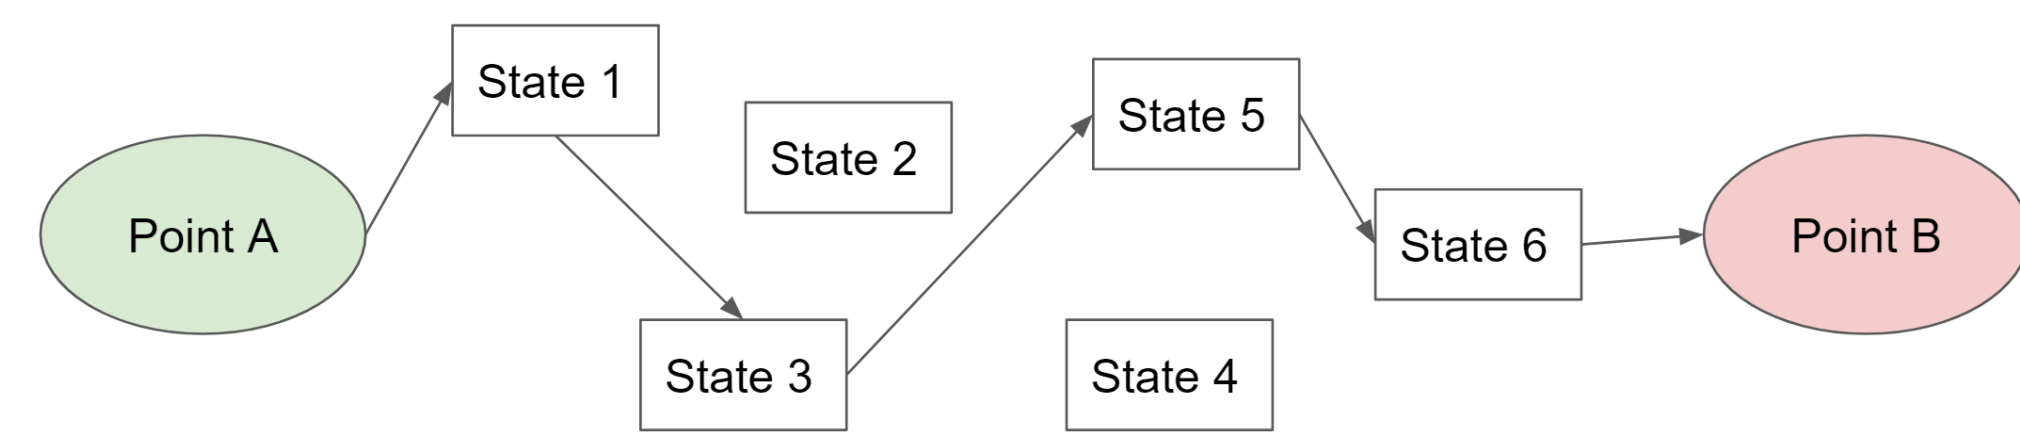 Point A
State 1
State 2
State 3
State 5
State 4
State 6
Point B